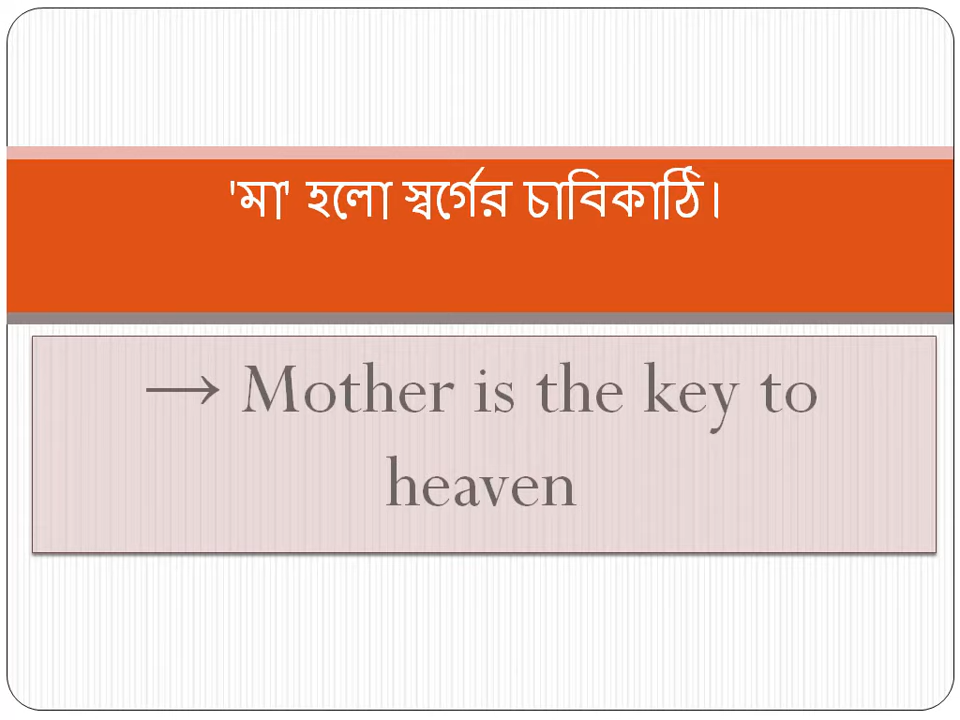 'মা' হলো স্বর্গের চাবিকাঠি।
→ Mother is the key to
heaven